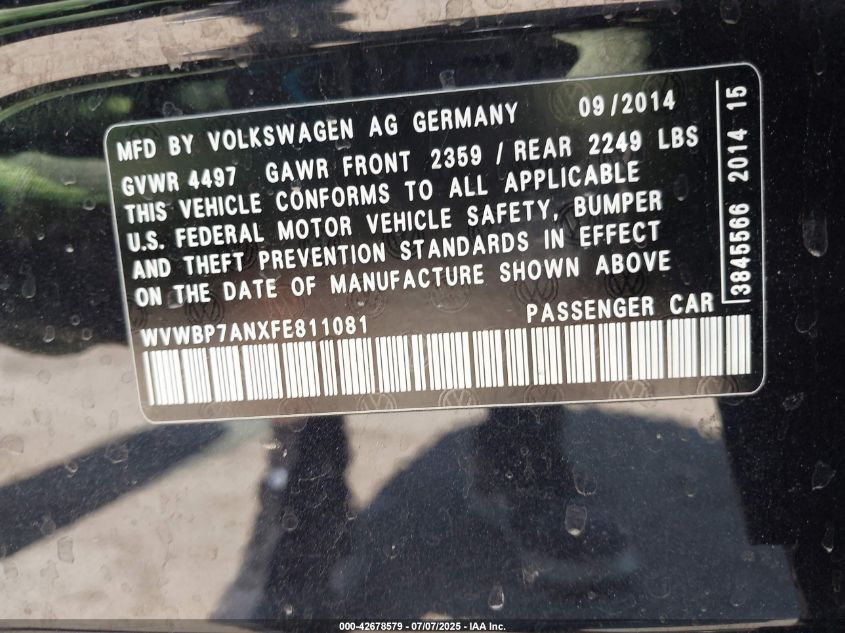 MFD BY VOLKSWAGEN AG GERMANY 09/2014
GVWR 4497 GAWR FRONT 2359 / REAR 2249 LBS
THIS VEHICLE CONFORMS TO ALL APPLICABLE
U.S. FEDERAL MOTOR VEHICLE SAFETY, BUMPER
AND THEFT PREVENTION STANDARDS IN EFFECT
ON THE DATE OF MANUFACTURE SHOWN ABOVE
WVWBP7ANXFE811081 PASSENGER CAR
3845566 2014 15
000-42678579 - 07/07/2025 - IAA Inc.